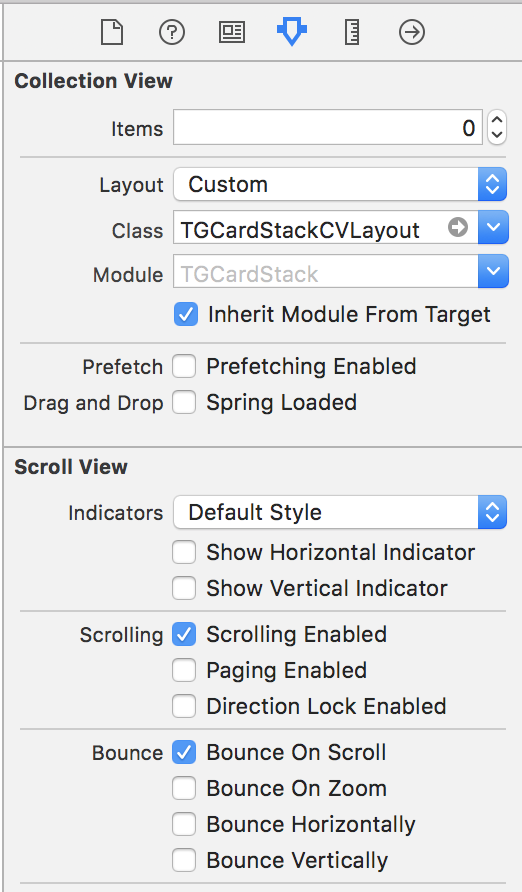 Collection View
Items 0
Layout Custom
Class TGCardStackCVLayout
Module TGCardStack
Inherit Module From Target
Prefetch Prefetching Enabled
Drag and Drop Spring Loaded
Scroll View
Indicators Default Style
Show Horizontal Indicator
Show Vertical Indicator
Scrolling Scrolling Enabled
Paging Enabled
Direction Lock Enabled
Bounce Bounce On Scroll
Bounce On Zoom
Bounce Horizontally
Bounce Vertically